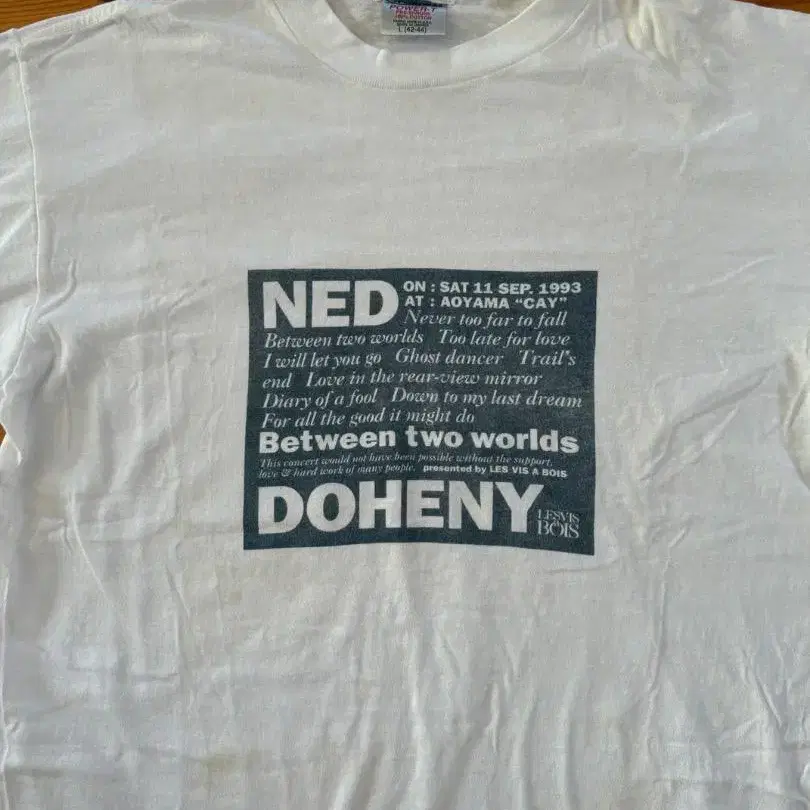 POWER
L (42-44)
NED
ON : SAT 11 SEP. 1993
AT : AOYAMA “CAY”
Never too far to fall
Between two worlds Too late for love
I will let you go Ghost dancer Trail's
end Love in the rear-view mirror
Diary of a fool Down to my last dream
For all the good it might do
Between two worlds
This concert would not have been possible without the support,
love & hard work of many people. presented by LES VIS A BOIS
DOHENY
LES VIS
À BOIS